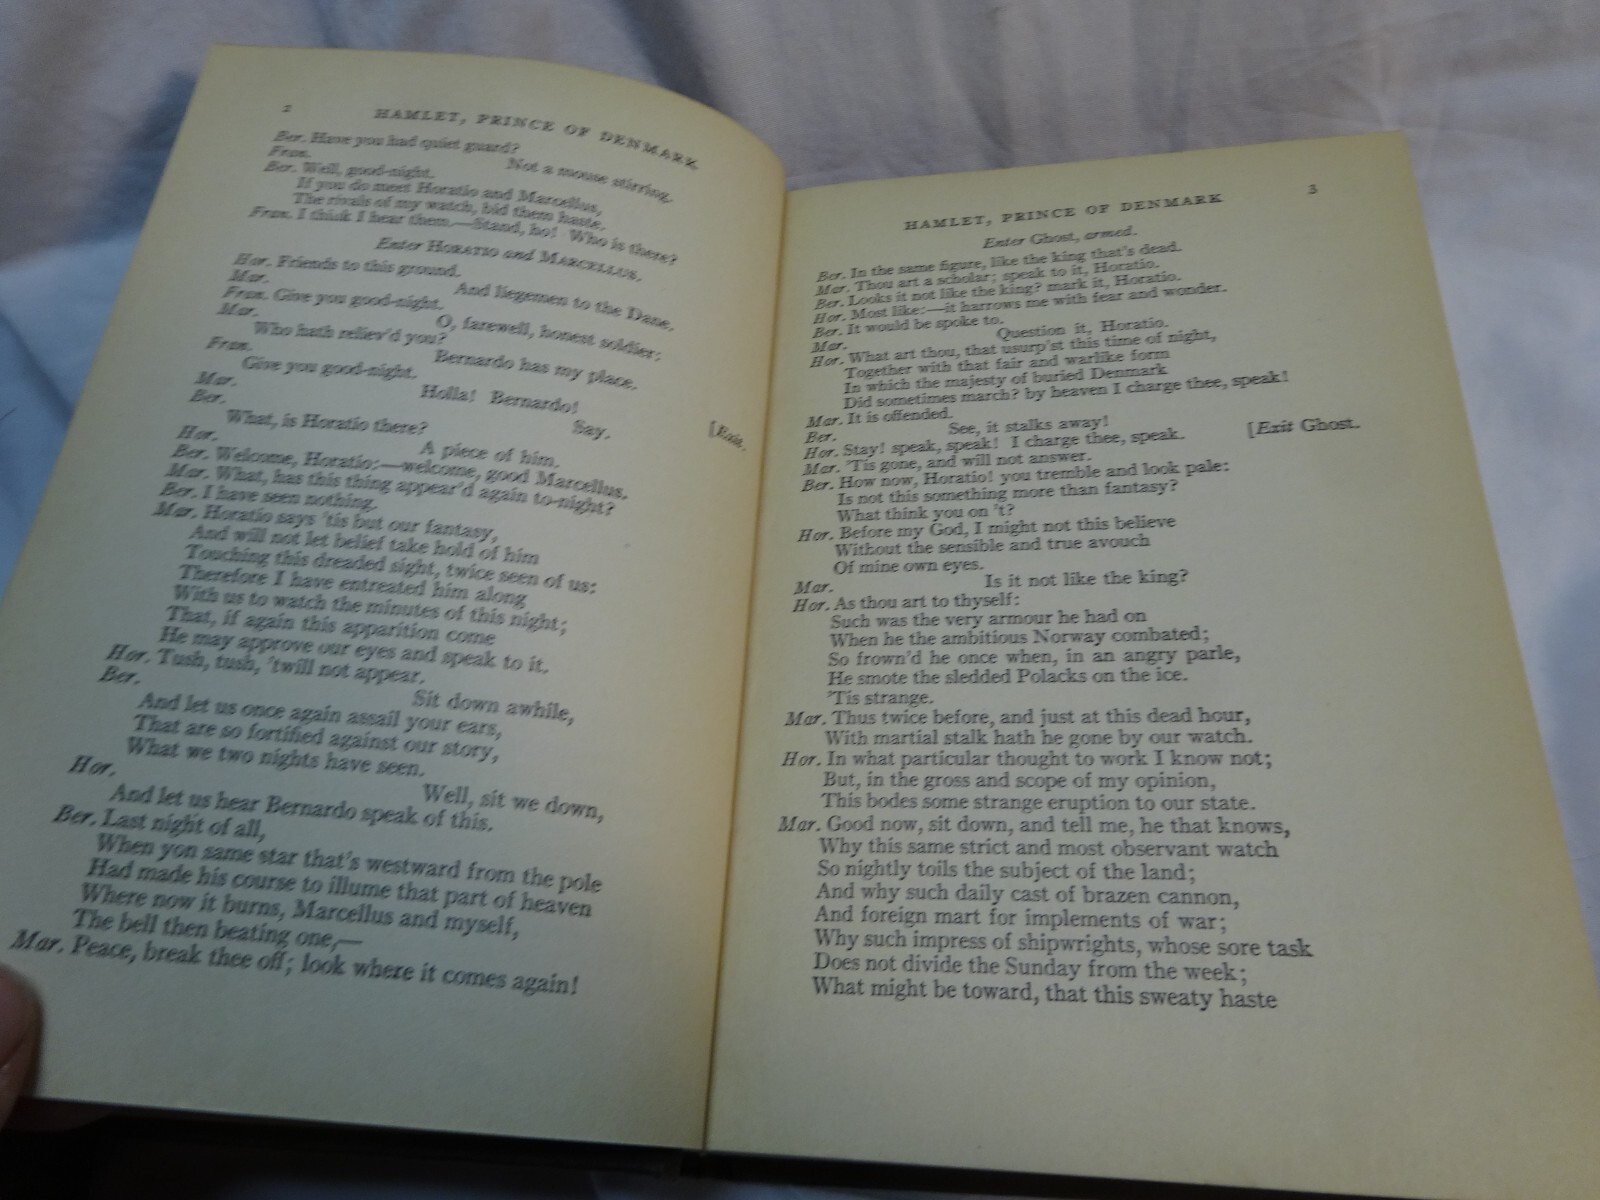 2
HAMLET, PRINCE OF DENMARK
Ber. Have you had quiet guard?
Fran. Not a mouse stirring.
Ber. Well, good-night.
If you do meet Horatio and Marcellus,
The rivals of my watch, bid them haste.
Fran. I think I hear them.—Stand, ho! Who is there?
Enter HORATIO and MARCELLUS.
Hor. Friends to this ground.
Mar. And liegemen to the Dane.
Fran. Give you good-night.
Mar. O, farewell, honest soldier:
Who hath reliev'd you?
Fran. Bernardo has my place.
Give you good-night. [Exit.
Mar. Holla! Bernardo!
Ber. Say.
What, is Horatio there?
Hor. A piece of him.
Ber. Welcome, Horatio:—welcome, good Marcellus.
Mar. What, has this thing appear'd again to-night?
Ber. I have seen nothing.
Mar. Horatio says 'tis but our fantasy,
And will not let belief take hold of him
Touching this dreaded sight, twice seen of us:
Therefore I have entreated him along
With us to watch the minutes of this night;
That, if again this apparition come
He may approve our eyes and speak to it.
Hor. Tush, tush, 'twill not appear.
Ber. Sit down awhile,
And let us once again assail your ears,
That are so fortified against our story,
What we two nights have seen.
Hor. Well, sit we down,
And let us hear Bernardo speak of this.
Ber. Last night of all,
When yon same star that's westward from the pole
Had made his course to illume that part of heaven
Where now it burns, Marcellus and myself,
The bell then beating one,—
Mar. Peace, break thee off; look where it comes again!
HAMLET, PRINCE OF DENMARK
3
Enter Ghost, armed.
Ber. In the same figure, like the king that's dead.
Mar. Thou art a scholar; speak to it, Horatio.
Ber. Looks it not like the king? mark it, Horatio.
Hor. Most like:—it harrows me with fear and wonder.
Ber. It would be spoke to.
Mar. Question it, Horatio.
Hor. What art thou, that usurp'st this time of night,
Together with that fair and warlike form
In which the majesty of buried Denmark
Did sometimes march? by heaven I charge thee, speak!
Mar. It is offended.
Ber. See, it stalks away!
Hor. Stay! speak, speak! I charge thee, speak. [Exit Ghost.
Mar. 'Tis gone, and will not answer.
Ber. How now, Horatio! you tremble and look pale:
Is not this something more than fantasy?
What think you on 't?
Hor. Before my God, I might not this believe
Without the sensible and true avouch
Of mine own eyes.
Mar. Is it not like the king?
Hor. As thou art to thyself:
Such was the very armour he had on
When he the ambitious Norway combated;
So frown'd he once when, in an angry parle,
He smote the sledded Polacks on the ice.
'Tis strange.
Mar. Thus twice before, and just at this dead hour,
With martial stalk hath he gone by our watch.
Hor. In what particular thought to work I know not;
But, in the gross and scope of my opinion,
This bodes some strange eruption to our state.
Mar. Good now, sit down, and tell me, he that knows,
Why this same strict and most observant watch
So nightly toils the subject of the land;
And why such daily cast of brazen cannon,
And foreign mart for implements of war;
Why such impress of shipwrights, whose sore task
Does not divide the Sunday from the week;
What might be toward, that this sweaty haste